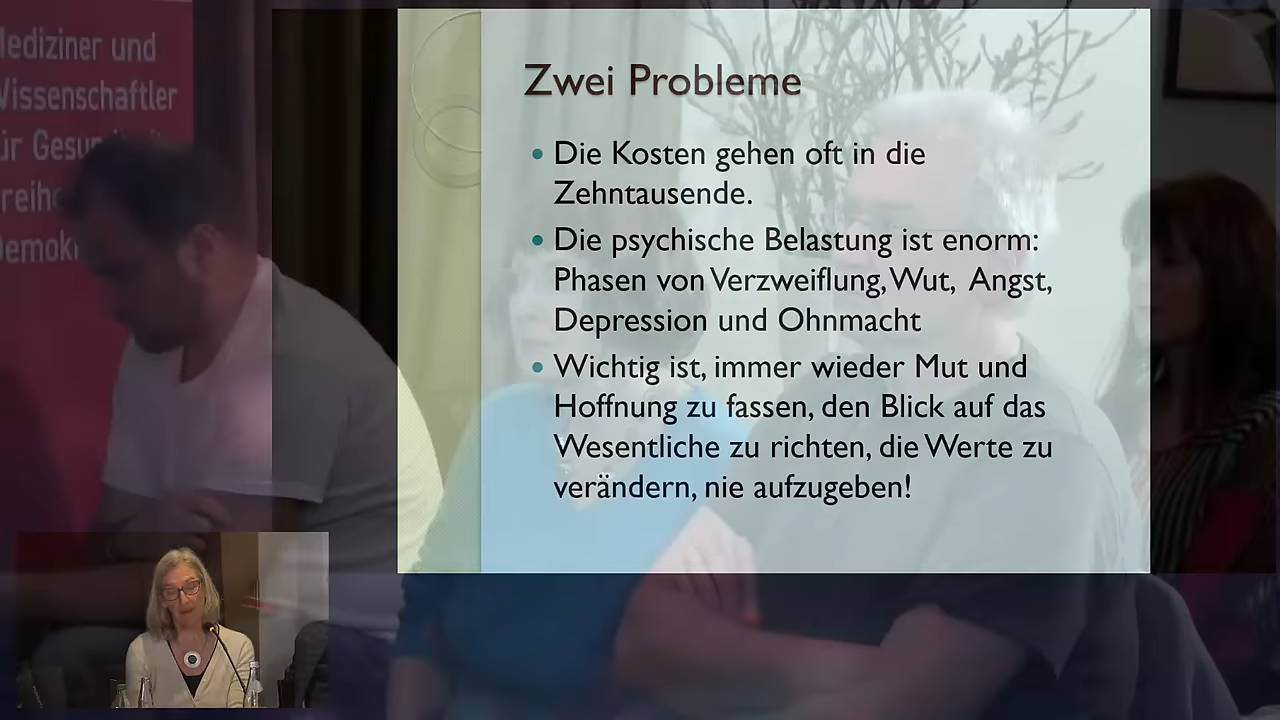 Mediziner und
Wissenschaftler
für
Zwei Probleme
• Die Kosten gehen oft in die
Zehntausende.
• Die psychische Belastung ist enorm:
Phasen von Verzweiflung, Wut, Angst,
Depression und Ohnmacht
• Wichtig ist, immer wieder Mut und
Hoffnung zu fassen, den Blick auf das
Wesentliche zu richten, die Werte zu
verändern, nie aufzugeben!